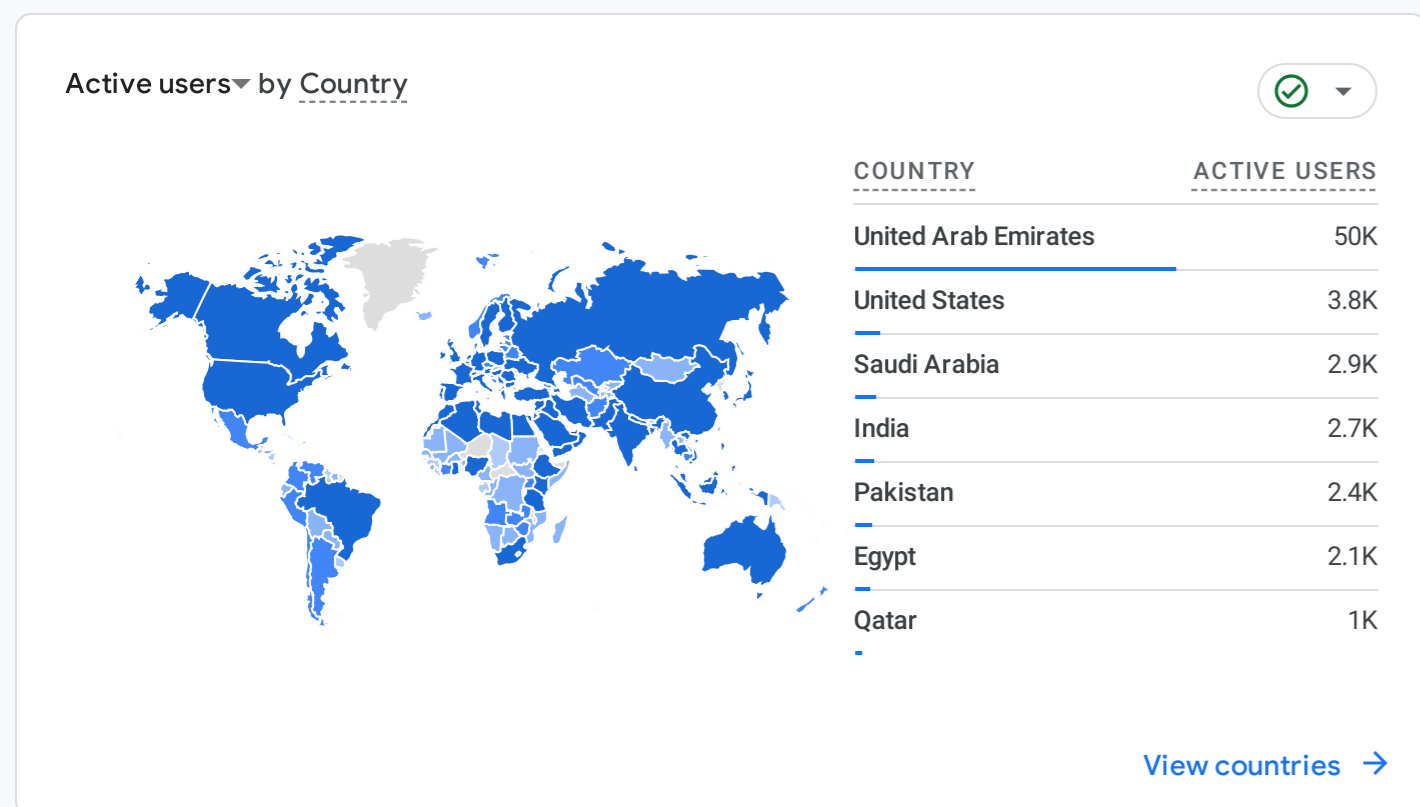 Active users by Country
COUNTRY ACTIVE USERS
United Arab Emirates 50K
United States 3.8K
Saudi Arabia 2.9K
India 2.7K
Pakistan 2.4K
Egypt 2.1K
Qatar 1K
View countries